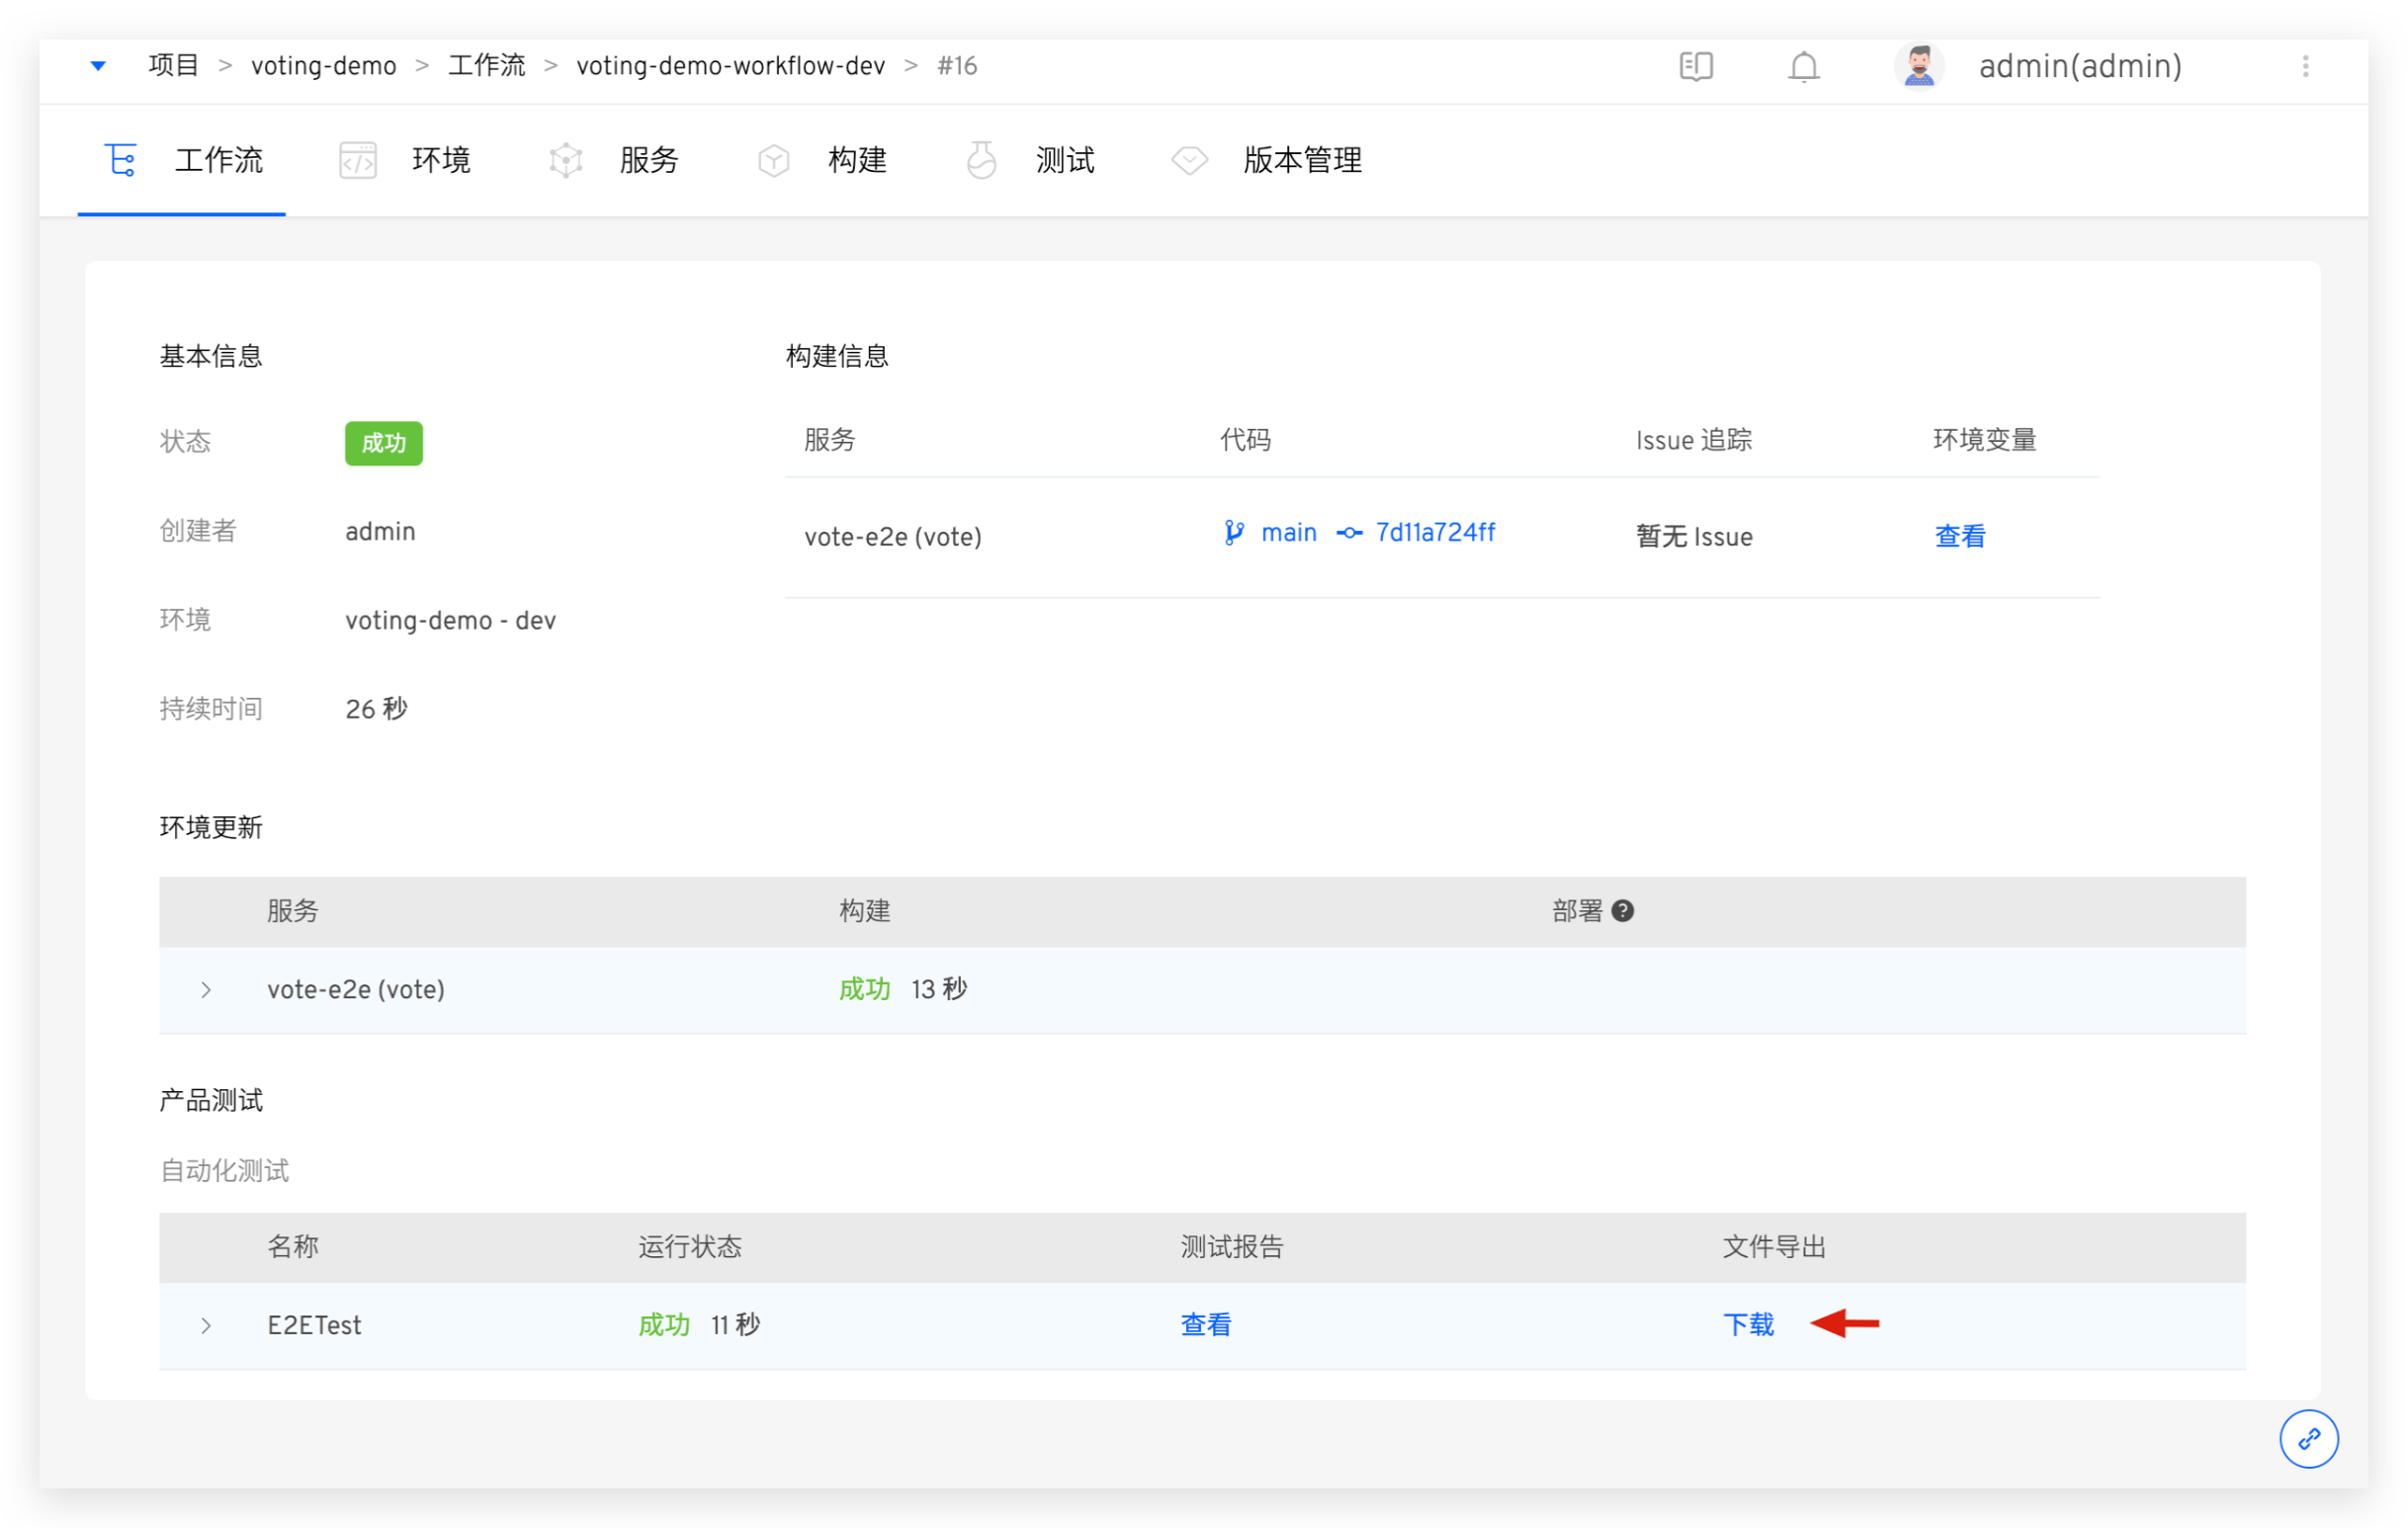 项目 > voting-demo > 工作流 > voting-demo-workflow-dev > #16 admin(admin)
工作流 环境 服务 构建 测试 版本管理
基本信息 构建信息
状态 成功 服务 代码 Issue 追踪 环境变量
创建者 admin vote-e2e (vote) main 7d11a724ff 暂无 Issue 查看
环境 voting-demo - dev
持续时间 26 秒
环境更新
服务 构建 部署 ?
vote-e2e (vote) 成功 13 秒
产品测试
自动化测试
名称 运行状态 测试报告 文件导出
E2ETest 成功 11 秒 查看 下载